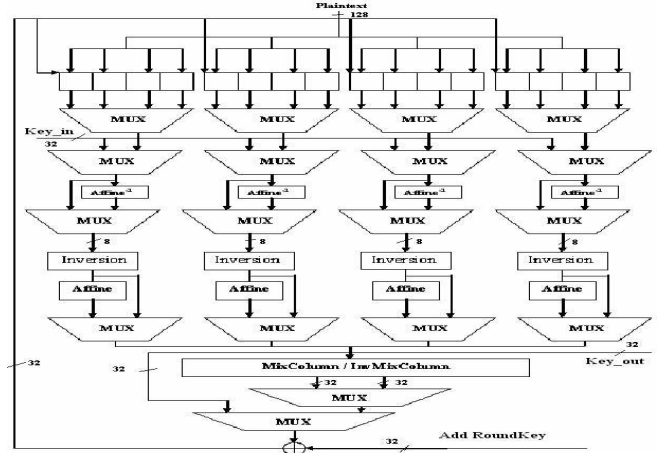 Plaintext
128
MUX MUX MUX MUX
Key_in
32
MUX MUX MUX MUX
Affine⁻¹ Affine⁻¹ Affine⁻¹ Affine⁻¹
MUX MUX MUX MUX
8 8 8 8
Inversion Inversion Inversion Inversion
Affine Affine Affine Affine
MUX MUX MUX MUX
32
Key_out
32 32
MixColumn / InvMixColumn
32 32
MUX
MUX
32 Add RoundKey